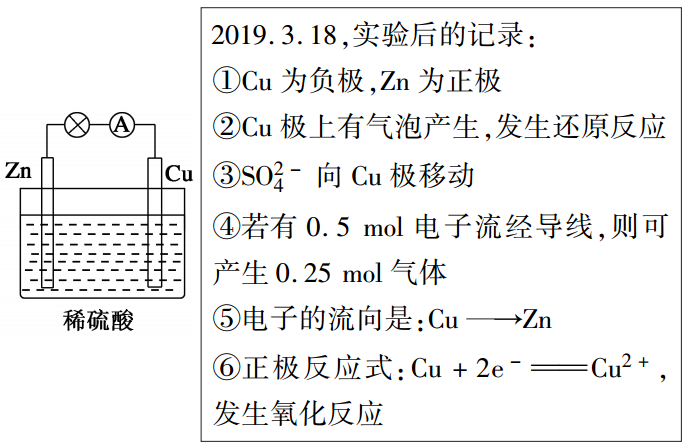 2019.3.18,实验后的记录:
①Cu 为负极,Zn 为正极
②Cu 极上有气泡产生,发生还原反应
③SO₄²⁻ 向 Cu 极移动
④若有 0.5 mol 电子流经导线,则可
产生 0.25 mol 气体
⑤电子的流向是:Cu ⟶Zn
⑥正极反应式:Cu + 2e⁻ ═══Cu²⁺,
发生氧化反应
A
Zn
Cu
稀硫酸